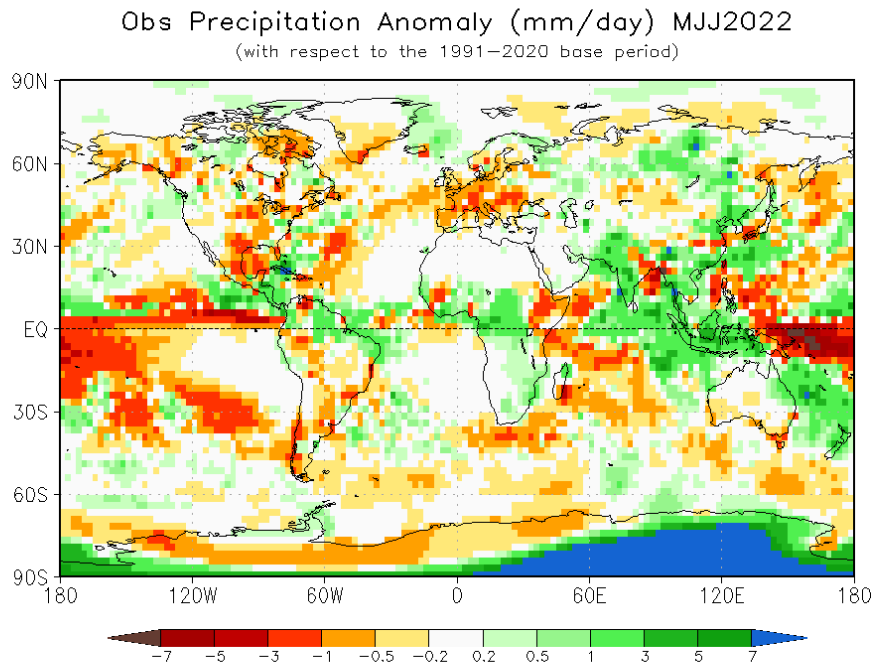 Obs Precipitation Anomaly (mm/day) MJJ2022
(with respect to the 1991–2020 base period)
90N
60N
30N
EQ
30S
60S
90S
180 120W 60W 0 60E 120E 180
−7 −5 −3 −1 −0.5 −0.2 0.2 0.5 1 3 5 7